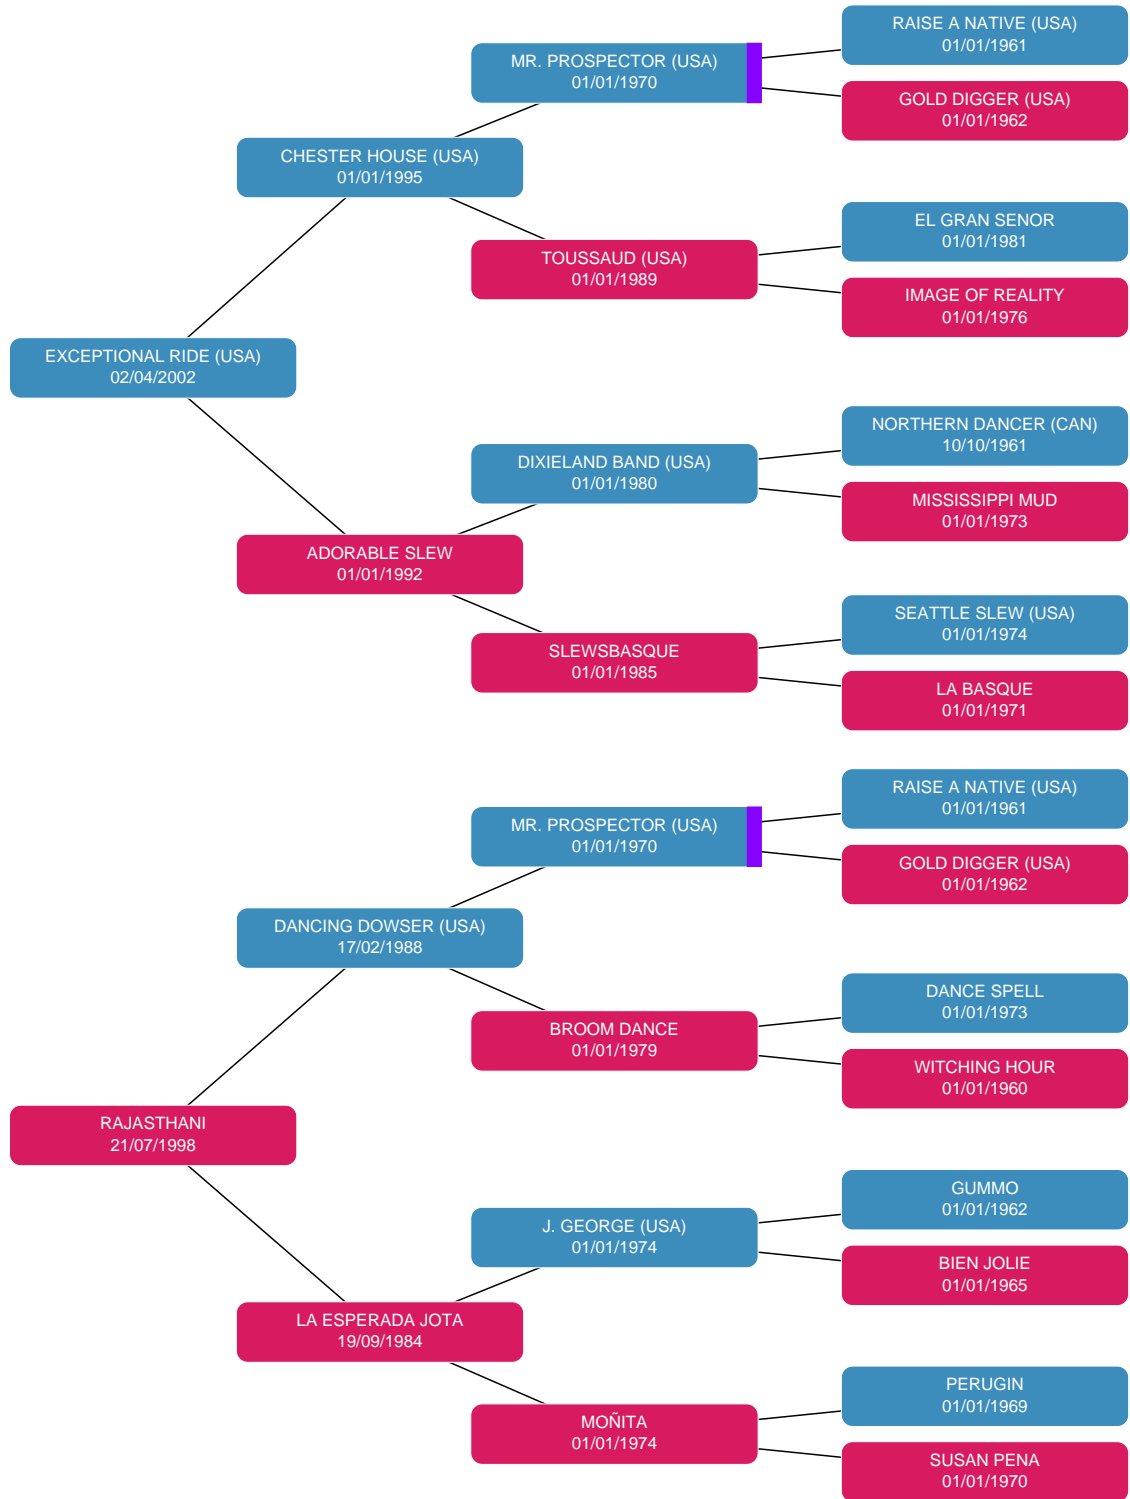 RAISE A NATIVE (USA)
01/01/1961
MR. PROSPECTOR (USA)
01/01/1970
GOLD DIGGER (USA)
01/01/1962
CHESTER HOUSE (USA)
01/01/1995
EL GRAN SENOR
01/01/1981
TOUSSAUD (USA)
01/01/1989
IMAGE OF REALITY
01/01/1976
EXCEPTIONAL RIDE (USA)
02/04/2002
NORTHERN DANCER (CAN)
10/10/1961
DIXIELAND BAND (USA)
01/01/1980
MISSISSIPPI MUD
01/01/1973
ADORABLE SLEW
01/01/1992
SEATTLE SLEW (USA)
01/01/1974
SLEWSBASQUE
01/01/1985
LA BASQUE
01/01/1971
RAISE A NATIVE (USA)
01/01/1961
MR. PROSPECTOR (USA)
01/01/1970
GOLD DIGGER (USA)
01/01/1962
DANCING DOWSER (USA)
17/02/1988
DANCE SPELL
01/01/1973
BROOM DANCE
01/01/1979
WITCHING HOUR
01/01/1960
RAJASTHANI
21/07/1998
GUMMO
01/01/1962
J. GEORGE (USA)
01/01/1974
BIEN JOLIE
01/01/1965
LA ESPERADA JOTA
19/09/1984
PERUGIN
01/01/1969
MOÑITA
01/01/1974
SUSAN PENA
01/01/1970